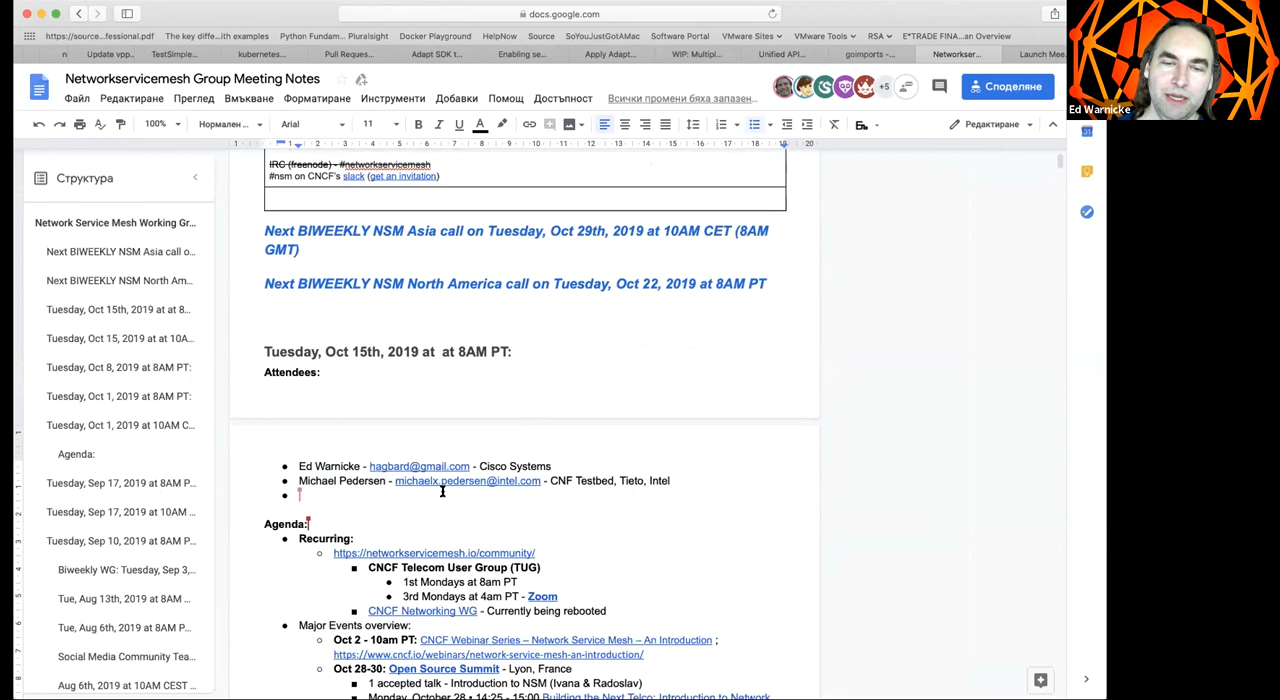 docs.google.com
https://source...fessional.pdf
The key diffe...ith examples
Python Fundam... Pluralsight
Docker Playground
HelpNow
Source
SoYouJustGotAMac
Software Portal
VMware Sites
VMware Tools
RSA
E*TRADE FINA...an Overview
n
Update vpp...
TestSimple...
kubernetes...
Pull Reques...
Adapt SDK t...
Enabling se...
Apply Adapt...
WIP: Multipl...
Unified API...
goimports -...
Networkser...
Launch Mee...
Networkservicemesh Group Meeting Notes
+5
Споделяне
Файл
Редактиране
Преглед
Вмъкване
Форматиране
Инструменти
Добавки
Помощ
Достъпност
Всички промени бяха запазен...
100%
Нормален...
Arial
11
Редактиране
Ed Warnicke
Структура
Network Service Mesh Working Gr...
Next BIWEEKLY NSM Asia call o...
Next BIWEEKLY NSM North Am...
Tuesday, Oct 15th, 2019 at at 8...
Tuesday, Oct 15, 2019 at at 10A...
Tuesday, Oct 8, 2019 at 8AM PT:
Tuesday, Oct 1, 2019 at 8AM PT:
Tuesday, Oct 1, 2019 at 10AM C...
Agenda:
Tuesday, Sep 17, 2019 at 8AM P...
Tuesday, Sep 17, 2019 at 10AM ...
Tuesday, Sep 10, 2019 at 8AM P...
Biweekly WG: Tuesday, Sep 3,...
Tue, Aug 13th, 2019 at 8AM ...
Tue, Aug 6th, 2019 at 8AM P...
Social Media Community Tea...
Aug 6th, 2019 at 10AM CEST ...
IRC (freenode) - #networkservicemesh
#nsm on CNCF's slack (get an invitation)
Next BIWEEKLY NSM Asia call on Tuesday, Oct 29th, 2019 at 10AM CET (8AM
GMT)
Next BIWEEKLY NSM North America call on Tuesday, Oct 22, 2019 at 8AM PT
Tuesday, Oct 15th, 2019 at at 8AM PT:
Attendees:
Ed Warnicke - hagbard@gmail.com - Cisco Systems
Michael Pedersen - michaelx.pedersen@intel.com - CNF Testbed, Tieto, Intel
Agenda:
Recurring:
https://networkservicemesh.io/community/
CNCF Telecom User Group (TUG)
1st Mondays at 8am PT
3rd Mondays at 4am PT - Zoom
CNCF Networking WG - Currently being rebooted
Major Events overview:
Oct 2 - 10am PT: CNCF Webinar Series – Network Service Mesh – An Introduction ;
https://www.cncf.io/webinars/network-service-mesh-an-introduction/
Oct 28-30: Open Source Summit - Lyon, France
1 accepted talk - Introduction to NSM (Ivana & Radoslav)
Monday, October 28 • 14:25 - 15:00 Building the Next Telco: Introduction to Network